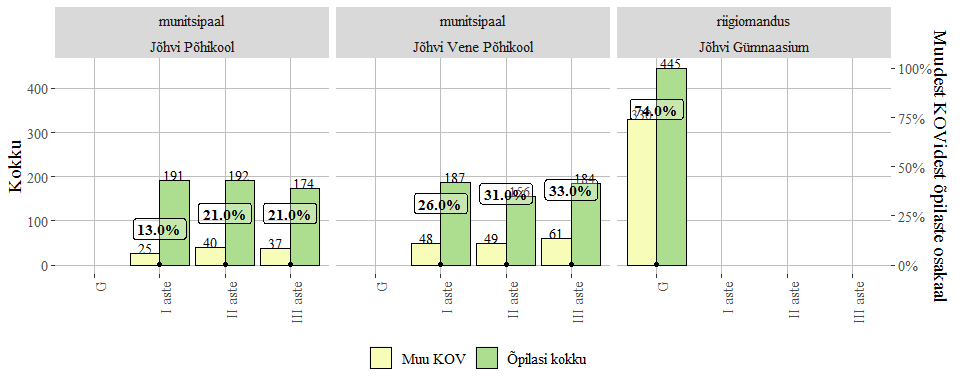 munitsipaal
Jõhvi Põhikool
munitsipaal
Jõhvi Vene Põhikool
riigiomandus
Jõhvi Gümnaasium
Kokku
400
300
200
100
0
191
192
174
13.0%
21.0%
21.0%
25
40
37
187
156
184
26.0%
31.0%
33.0%
48
49
61
445
74.0%
100%
75%
50%
25%
0%
Muudest KOVidest õpilaste osakaal
G
I aste
II aste
III aste
G
I aste
II aste
III aste
G
I aste
II aste
III aste
Muu KOV
Õpilasi kokku